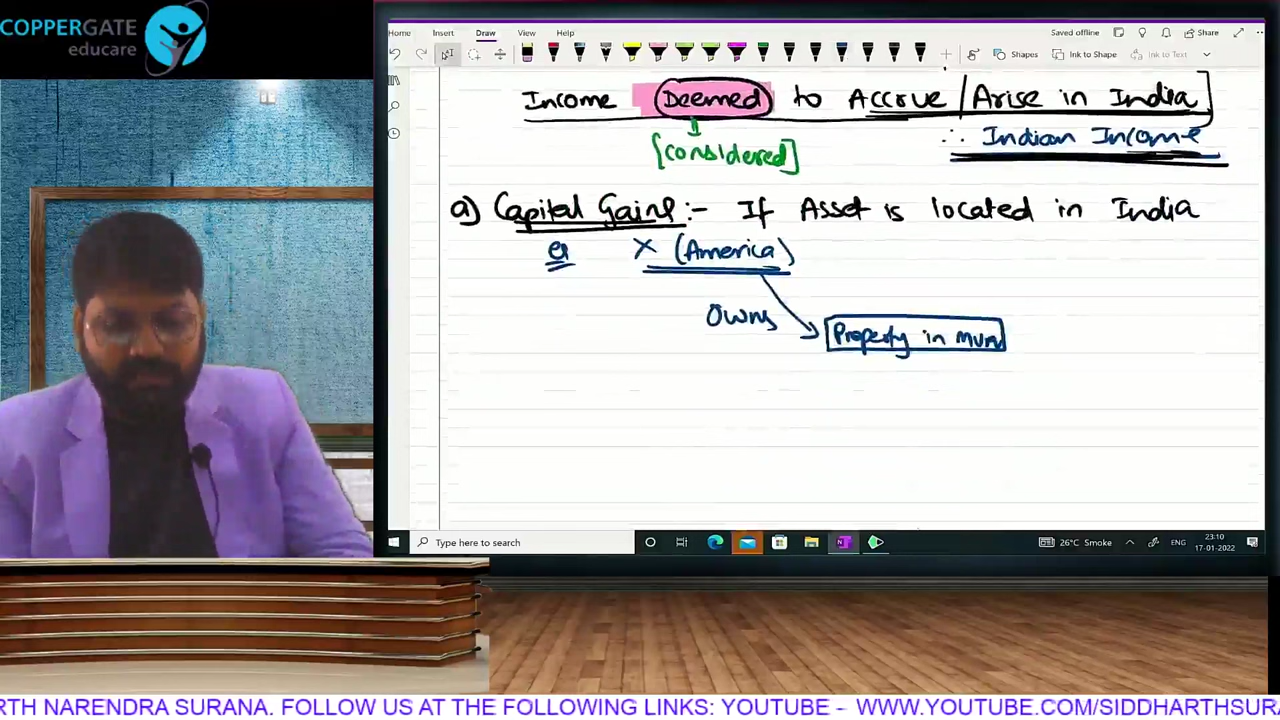 COPPERGATE
educare
Home Insert Draw View Help
Saved offline
Share
Shapes
Ink to Shape
Ink to Text
Income Deemed to Accrue/Arise in India
[considered]
∴ Indian Income
a) Capital Gains:- If Asset is located in India
eg X (America)
Owns
Property in Mum
Type here to search
26°C Smoke
ENG
23:10
17-01-2022
RTH NARENDRA SURANA. FOLLOW US AT THE FOLLOWING LINKS: YOUTUBE - WWW.YOUTUBE.COM/SIDDHARTHSURA